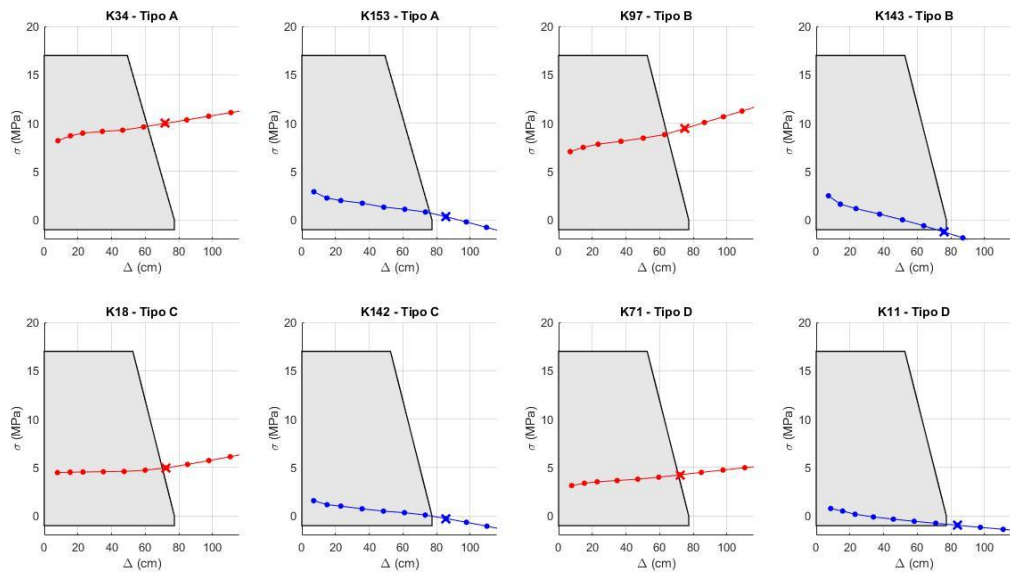 K34 - Tipo A
K153 - Tipo A
K97 - Tipo B
K143 - Tipo B
20
15
10
5
0
σ (MPa)
0 20 40 60 80 100
Δ (cm)
20
15
10
5
0
σ (MPa)
0 20 40 60 80 100
Δ (cm)
20
15
10
5
0
σ (MPa)
0 20 40 60 80 100
Δ (cm)
20
15
10
5
0
σ (MPa)
0 20 40 60 80 100
Δ (cm)
K18 - Tipo C
K142 - Tipo C
K71 - Tipo D
K11 - Tipo D
20
15
10
5
0
σ (MPa)
0 20 40 60 80 100
Δ (cm)
20
15
10
5
0
σ (MPa)
0 20 40 60 80 100
Δ (cm)
20
15
10
5
0
σ (MPa)
0 20 40 60 80 100
Δ (cm)
20
15
10
5
0
σ (MPa)
0 20 40 60 80 100
Δ (cm)